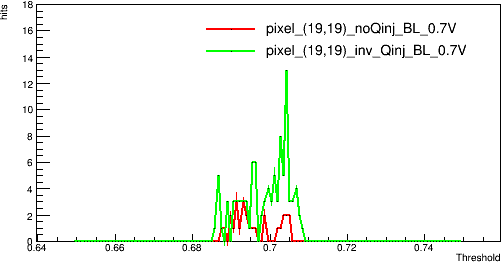 hits
18
16
14
12
10
8
6
4
2
0
pixel_(19,19)_noQinj_BL_0.7V
pixel_(19,19)_inv_Qinj_BL_0.7V
0.64 0.66 0.68 0.7 0.72 0.74
Threshold